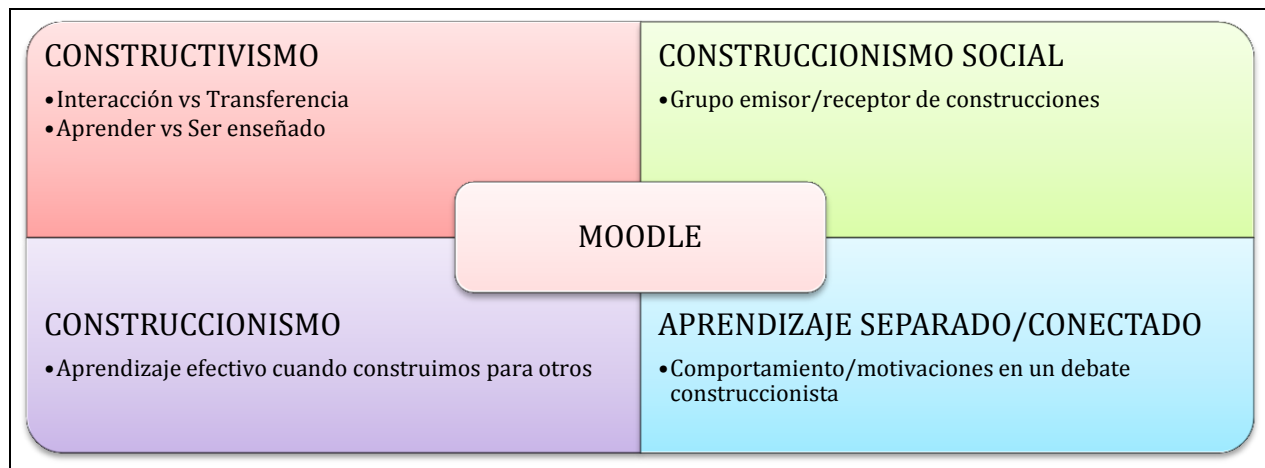 CONSTRUCTIVISMO
•Interacción vs Transferencia
•Aprender vs Ser enseñado
CONSTRUCCIONISMO SOCIAL
•Grupo emisor/receptor de construcciones
MOODLE
CONSTRUCCIONISMO
•Aprendizaje efectivo cuando construimos para otros
APRENDIZAJE SEPARADO/CONECTADO
•Comportamiento/motivaciones en un debate
construccionista